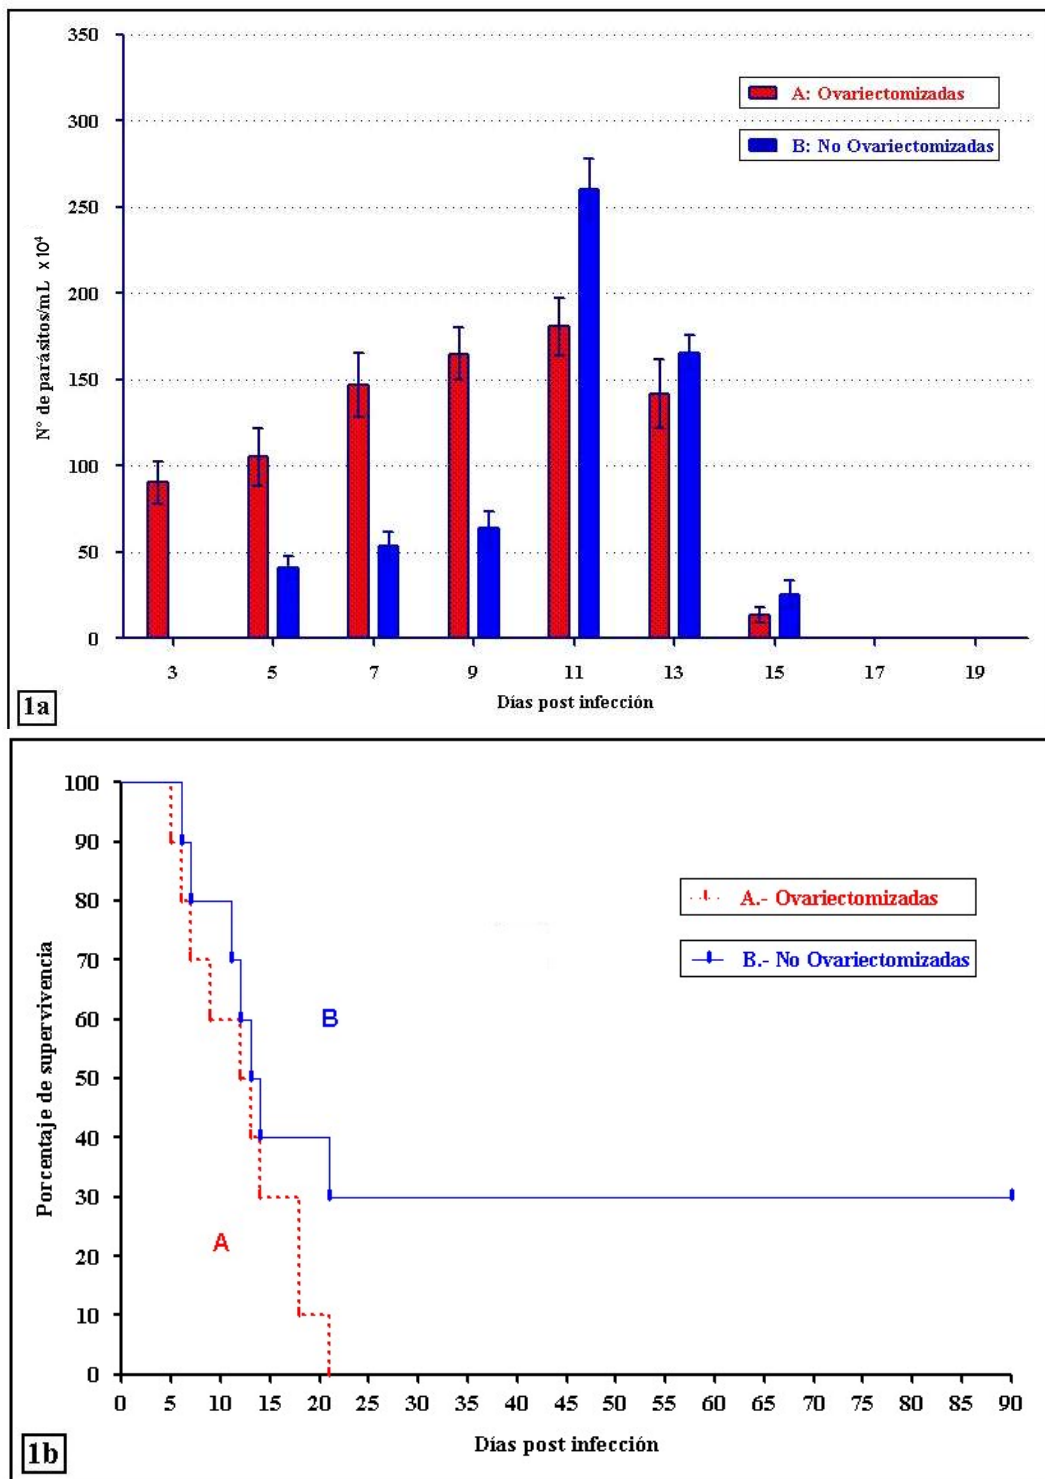 350
300
250
200
150
100
50
0
N° de parásitos/mL x10⁴
A: Ovariectomizadas
B: No Ovariectomizadas
3 5 7 9 11 13 15 17 19
Días post infección
1a
100
90
80
70
60
50
40
30
20
10
0
Porcentaje de supervivencia
A.- Ovariectomizadas
B.- No Ovariectomizadas
B
A
0 5 10 15 20 25 30 35 40 45 50 55 60 65 70 75 80 85 90
Días post infección
1b